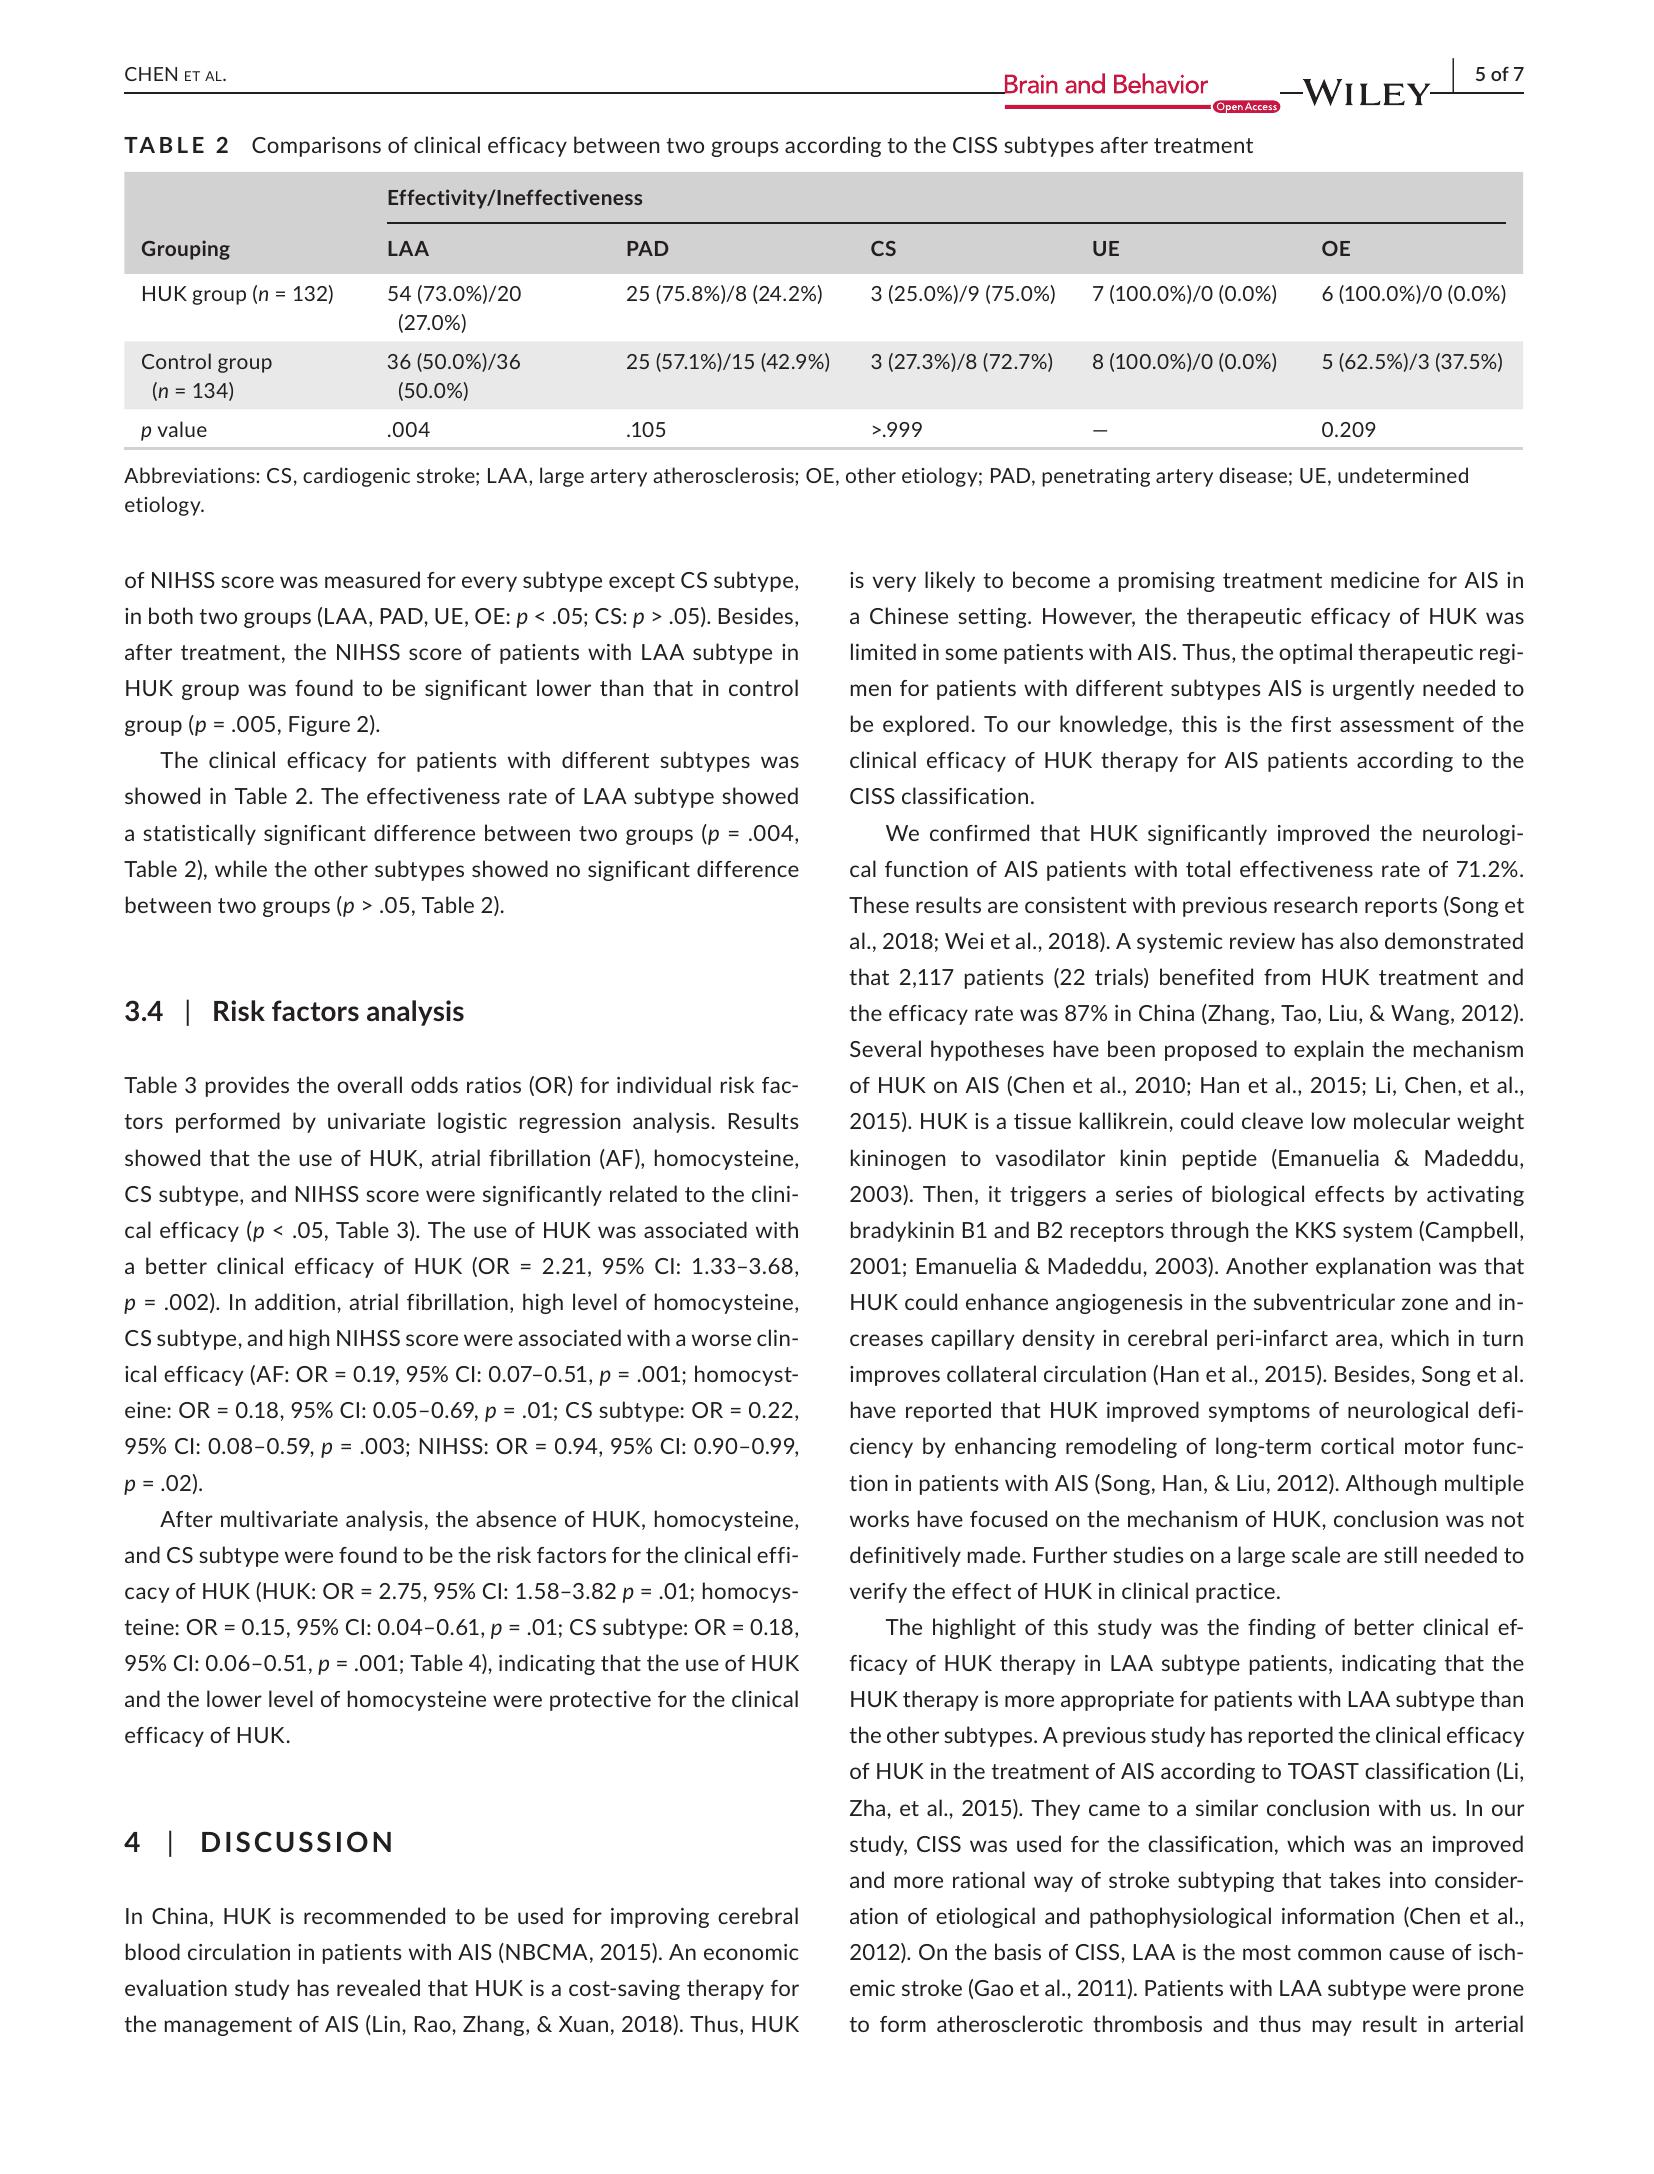 CHEN ET AL.
Brain and Behavior
Open Access
WILEY
5 of 7
TABLE 2 Comparisons of clinical efficacy between two groups according to the CISS subtypes after treatment
Effectivity/Ineffectiveness
Grouping LAA PAD CS UE OE
HUK group (n = 132) 54 (73.0%)/20 25 (75.8%)/8 (24.2%) 3 (25.0%)/9 (75.0%) 7 (100.0%)/0 (0.0%) 6 (100.0%)/0 (0.0%)
(27.0%)
Control group 36 (50.0%)/36 25 (57.1%)/15 (42.9%) 3 (27.3%)/8 (72.7%) 8 (100.0%)/0 (0.0%) 5 (62.5%)/3 (37.5%)
(n = 134) (50.0%)
p value .004 .105 >.999 — 0.209
Abbreviations: CS, cardiogenic stroke; LAA, large artery atherosclerosis; OE, other etiology; PAD, penetrating artery disease; UE, undetermined
etiology.
of NIHSS score was measured for every subtype except CS subtype,
in both two groups (LAA, PAD, UE, OE: p < .05; CS: p > .05). Besides,
after treatment, the NIHSS score of patients with LAA subtype in
HUK group was found to be significant lower than that in control
group (p = .005, Figure 2).
The clinical efficacy for patients with different subtypes was
showed in Table 2. The effectiveness rate of LAA subtype showed
a statistically significant difference between two groups (p = .004,
Table 2), while the other subtypes showed no significant difference
between two groups (p > .05, Table 2).
3.4 | Risk factors analysis
Table 3 provides the overall odds ratios (OR) for individual risk fac-
tors performed by univariate logistic regression analysis. Results
showed that the use of HUK, atrial fibrillation (AF), homocysteine,
CS subtype, and NIHSS score were significantly related to the clini-
cal efficacy (p < .05, Table 3). The use of HUK was associated with
a better clinical efficacy of HUK (OR = 2.21, 95% CI: 1.33–3.68,
p = .002). In addition, atrial fibrillation, high level of homocysteine,
CS subtype, and high NIHSS score were associated with a worse clin-
ical efficacy (AF: OR = 0.19, 95% CI: 0.07–0.51, p = .001; homocyst-
eine: OR = 0.18, 95% CI: 0.05–0.69, p = .01; CS subtype: OR = 0.22,
95% CI: 0.08–0.59, p = .003; NIHSS: OR = 0.94, 95% CI: 0.90–0.99,
p = .02).
After multivariate analysis, the absence of HUK, homocysteine,
and CS subtype were found to be the risk factors for the clinical effi-
cacy of HUK (HUK: OR = 2.75, 95% CI: 1.58–3.82 p = .01; homocys-
teine: OR = 0.15, 95% CI: 0.04–0.61, p = .01; CS subtype: OR = 0.18,
95% CI: 0.06–0.51, p = .001; Table 4), indicating that the use of HUK
and the lower level of homocysteine were protective for the clinical
efficacy of HUK.
4 | DISCUSSION
In China, HUK is recommended to be used for improving cerebral
blood circulation in patients with AIS (NBCMA, 2015). An economic
evaluation study has revealed that HUK is a cost-saving therapy for
the management of AIS (Lin, Rao, Zhang, & Xuan, 2018). Thus, HUK
is very likely to become a promising treatment medicine for AIS in
a Chinese setting. However, the therapeutic efficacy of HUK was
limited in some patients with AIS. Thus, the optimal therapeutic regi-
men for patients with different subtypes AIS is urgently needed to
be explored. To our knowledge, this is the first assessment of the
clinical efficacy of HUK therapy for AIS patients according to the
CISS classification.
We confirmed that HUK significantly improved the neurologi-
cal function of AIS patients with total effectiveness rate of 71.2%.
These results are consistent with previous research reports (Song et
al., 2018; Wei et al., 2018). A systemic review has also demonstrated
that 2,117 patients (22 trials) benefited from HUK treatment and
the efficacy rate was 87% in China (Zhang, Tao, Liu, & Wang, 2012).
Several hypotheses have been proposed to explain the mechanism
of HUK on AIS (Chen et al., 2010; Han et al., 2015; Li, Chen, et al.,
2015). HUK is a tissue kallikrein, could cleave low molecular weight
kininogen to vasodilator kinin peptide (Emanuelia & Madeddu,
2003). Then, it triggers a series of biological effects by activating
bradykinin B1 and B2 receptors through the KKS system (Campbell,
2001; Emanuelia & Madeddu, 2003). Another explanation was that
HUK could enhance angiogenesis in the subventricular zone and in-
creases capillary density in cerebral peri-infarct area, which in turn
improves collateral circulation (Han et al., 2015). Besides, Song et al.
have reported that HUK improved symptoms of neurological defi-
ciency by enhancing remodeling of long-term cortical motor func-
tion in patients with AIS (Song, Han, & Liu, 2012). Although multiple
works have focused on the mechanism of HUK, conclusion was not
definitively made. Further studies on a large scale are still needed to
verify the effect of HUK in clinical practice.
The highlight of this study was the finding of better clinical ef-
ficacy of HUK therapy in LAA subtype patients, indicating that the
HUK therapy is more appropriate for patients with LAA subtype than
the other subtypes. A previous study has reported the clinical efficacy
of HUK in the treatment of AIS according to TOAST classification (Li,
Zha, et al., 2015). They came to a similar conclusion with us. In our
study, CISS was used for the classification, which was an improved
and more rational way of stroke subtyping that takes into consider-
ation of etiological and pathophysiological information (Chen et al.,
2012). On the basis of CISS, LAA is the most common cause of isch-
emic stroke (Gao et al., 2011). Patients with LAA subtype were prone
to form atherosclerotic thrombosis and thus may result in arterial